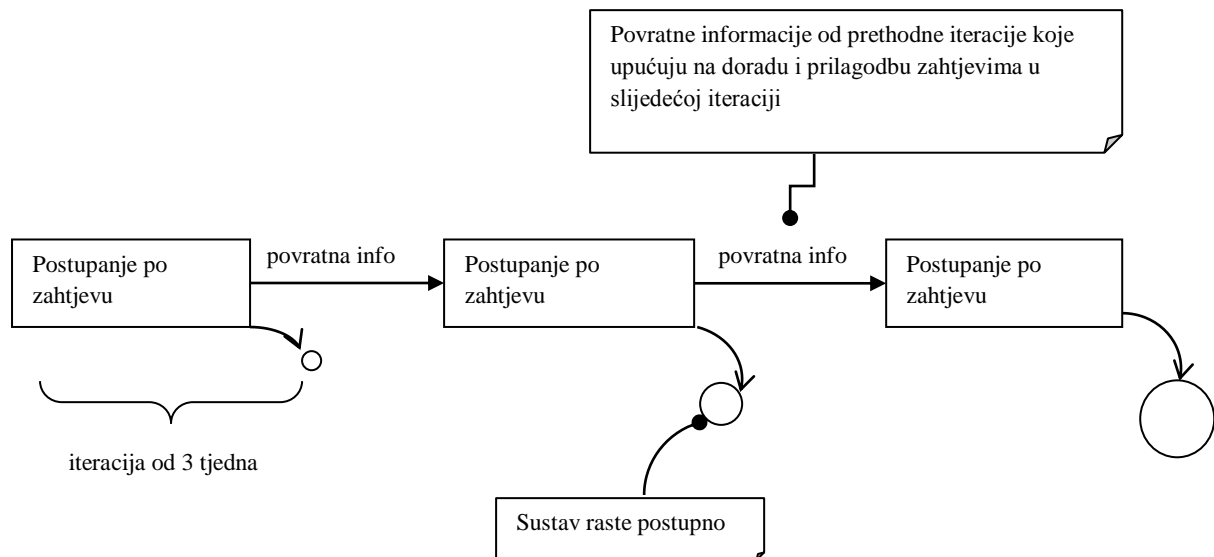 Povratne informacije od prethodne iteracije koje
upućuju na doradu i prilagodbu zahtjevima u
slijedećoj iteraciji
Postupanje po
zahtjevu
povratna info
Postupanje po
zahtjevu
povratna info
Postupanje po
zahtjevu
iteracija od 3 tjedna
Sustav raste postupno